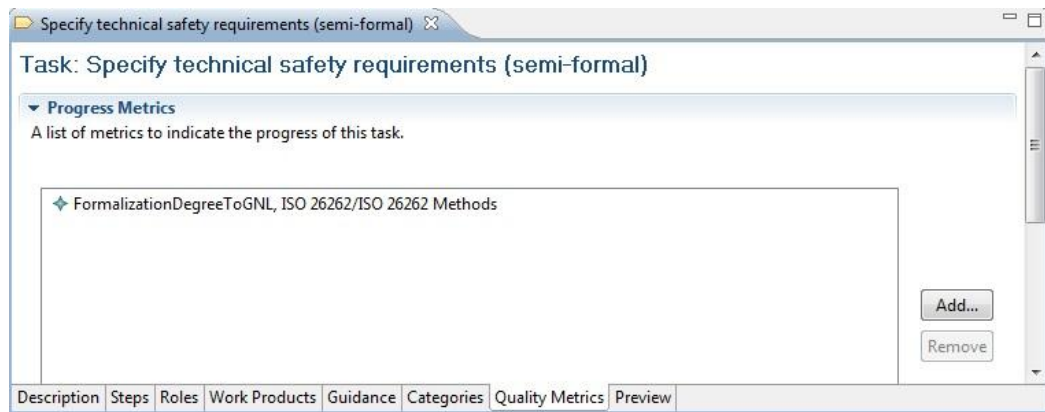 Specify technical safety requirements (semi-formal)
Task: Specify technical safety requirements (semi-formal)
Progress Metrics
A list of metrics to indicate the progress of this task.
FormalizationDegreeToGNL, ISO 26262/ISO 26262 Methods
Add...
Remove
Description Steps Roles Work Products Guidance Categories Quality Metrics Preview